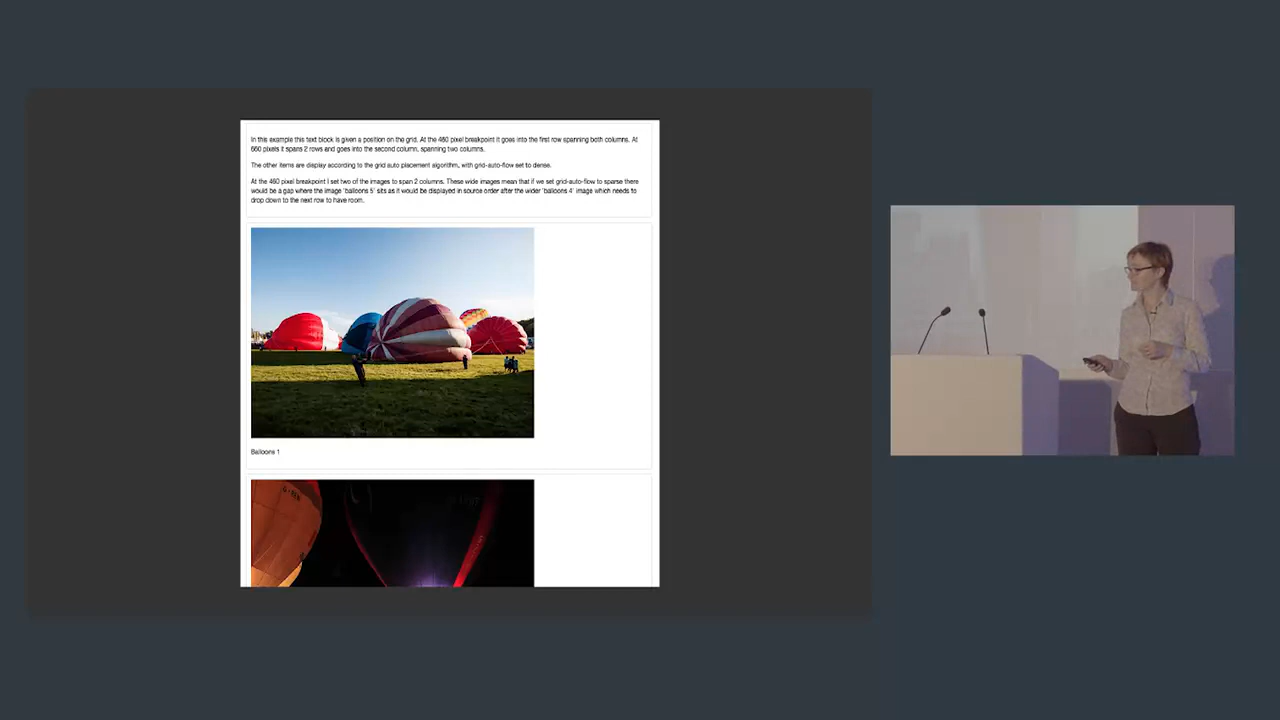 In this example this text block is given a position on the grid. At the 460 pixel breakpoint it goes into the first row spanning both columns. At
660 pixels it spans 2 rows and goes into the second column, spanning two columns.
The other items are display according to the grid auto placement algorithm, with grid-auto-flow set to dense.
At the 460 pixel breakpoint I set two of the images to span 2 columns. These wide images mean that if we set grid-auto-flow to sparse there
would be a gap where the image 'balloons 5' sits as it would be displayed in source order after the wider 'balloons 4' image which needs to
drop down to the next row to have room.
Balloons 1